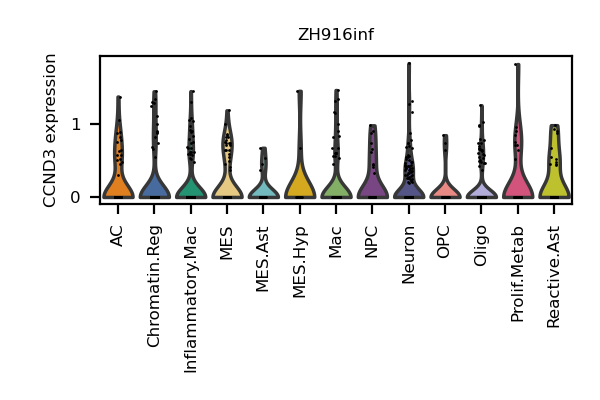 ZH916inf
CCND3 expression
1
0
AC
Chromatin.Reg
Inflammatory.Mac
MES
MES.Ast
MES.Hyp
Mac
NPC
Neuron
OPC
Oligo
Prolif.Metab
Reactive.Ast